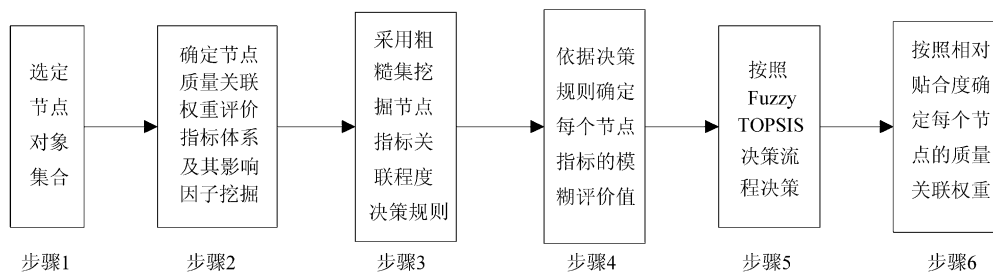 选定
节点
对象
集合
确定节点
质量关联
权重评价
指标体系
及其影响
因子挖掘
采用粗
糙集挖
掘节点
指标关
联程度
决策规则
依据决策
规则确定
每个节点
指标的模
糊评价值
按照
Fuzzy
TOPSIS
决策流
程决策
按照相对
贴合度确
定每个节
点的质量
关联权重
步骤1
步骤2
步骤3
步骤4
步骤5
步骤6